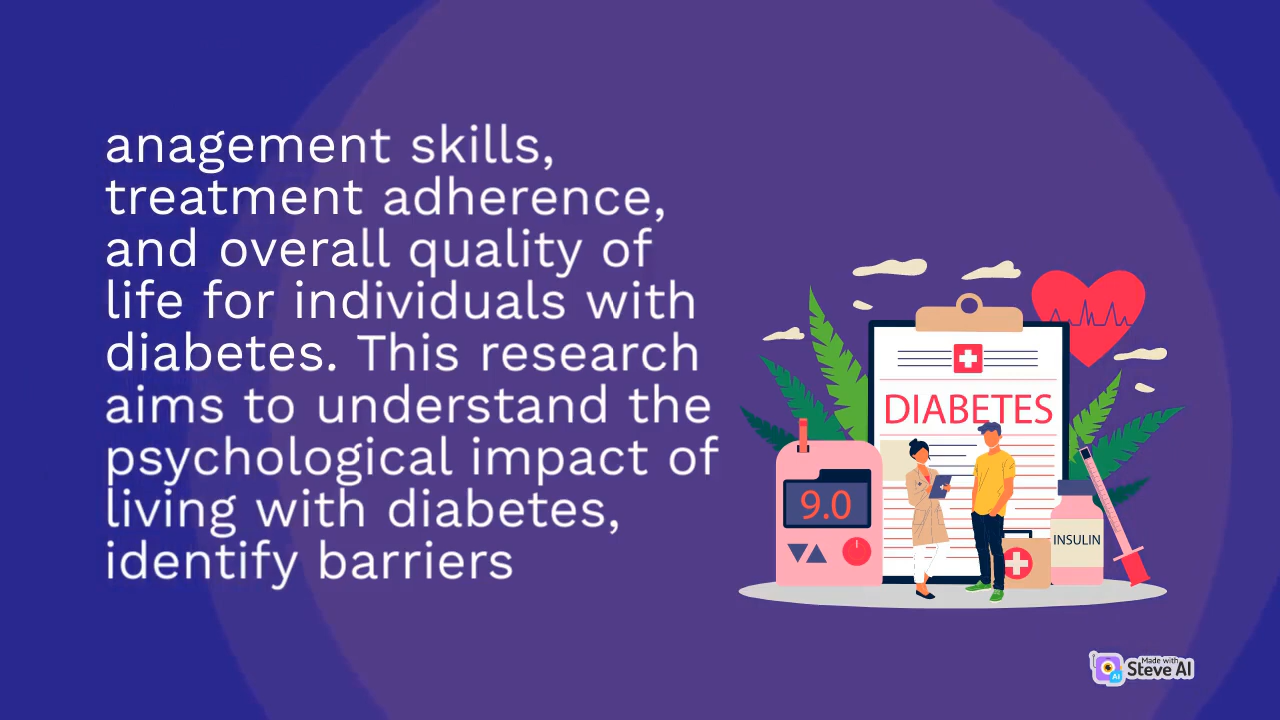 anagement skills,
treatment adherence,
and overall quality of
life for individuals with
diabetes. This research
aims to understand the
psychological impact of
living with diabetes,
identify barriers
DIABETES
9.0
INSULIN
Made with
Steve AI
AI